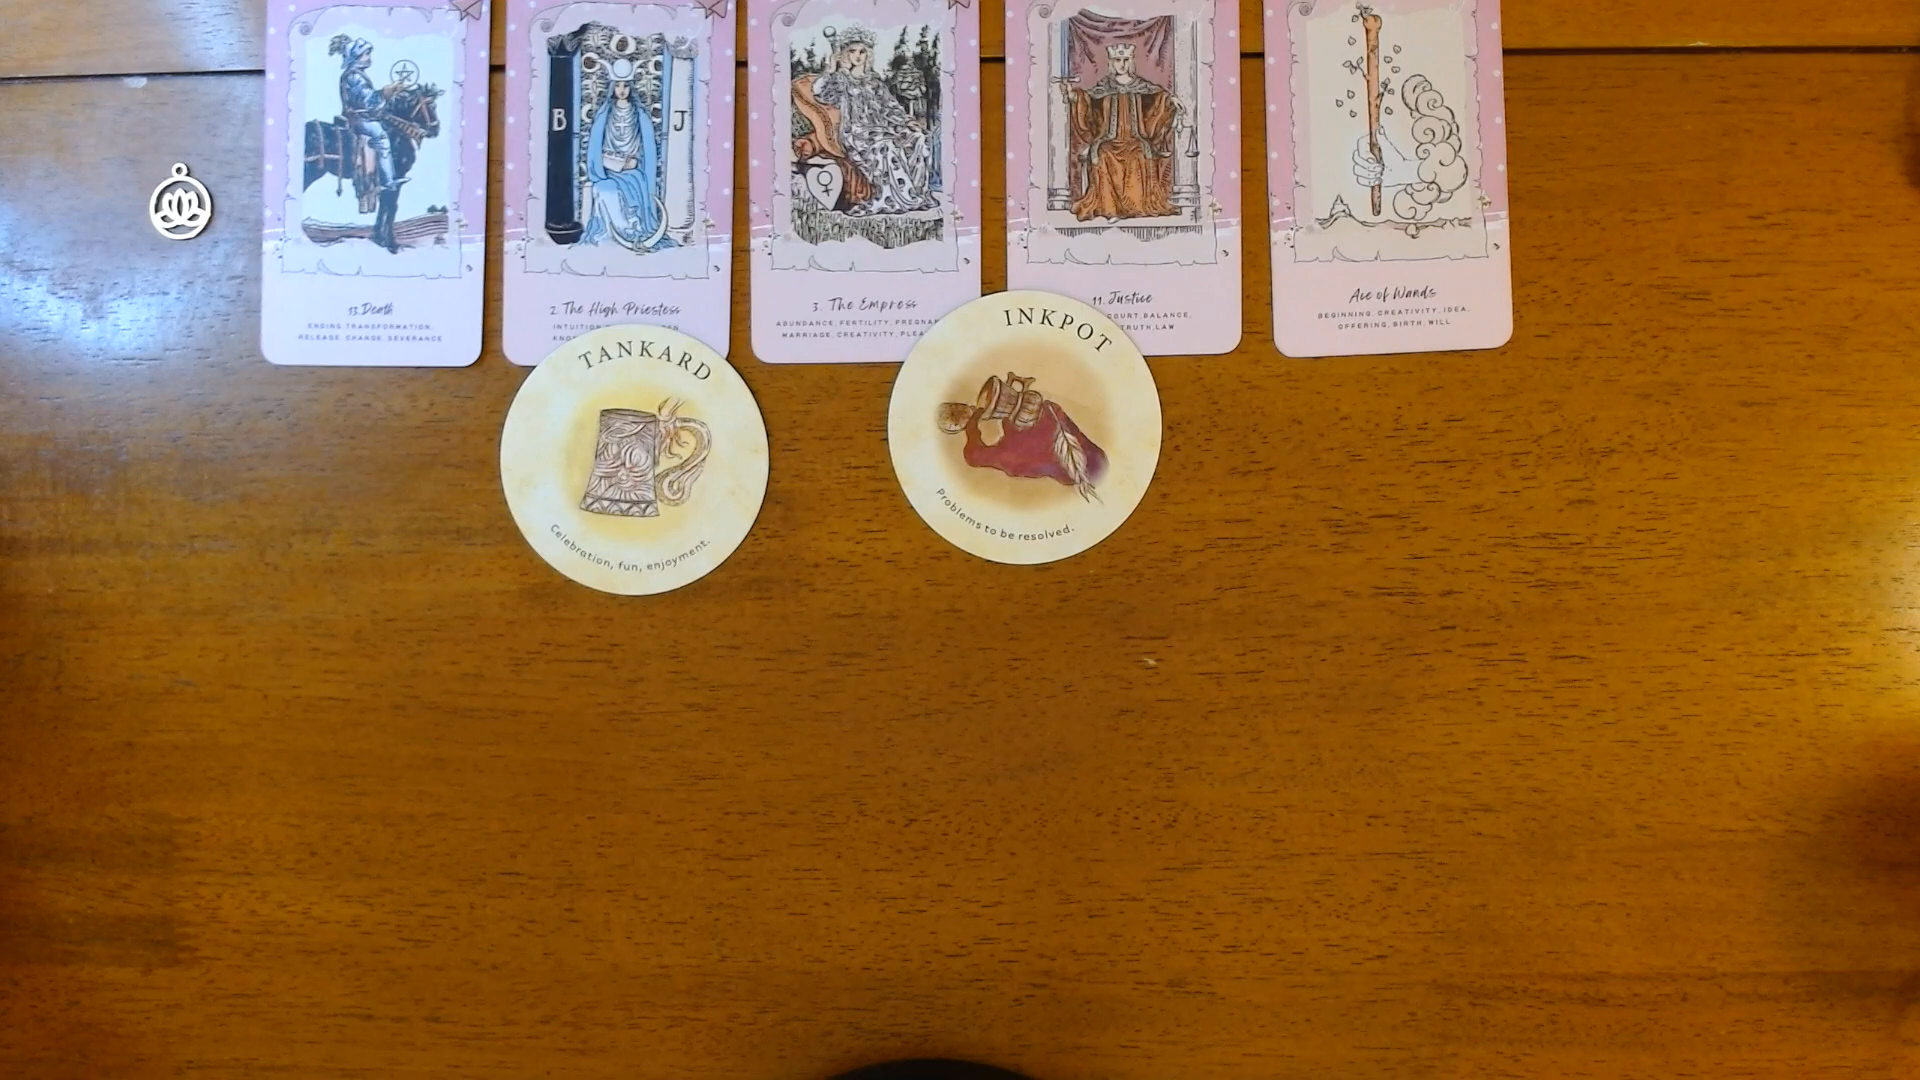 B
J
13. Death
ENDING, TRANSFORMATION,
RELEASE, CHANGE, SEVERANCE
2. The High Priestess
INTUITION
3. The Empress
ABUNDANCE, FERTILITY,
MARRIAGE, CREATIVITY,
11. Justice
COURT, BALANCE,
TRUTH, LAW
Ace of Wands
BEGINNING, CREATIVITY, IDEA,
OFFERING, BIRTH, WILL
TANKARD
Celebration, fun, enjoyment.
INKPOT
Problems to be resolved.